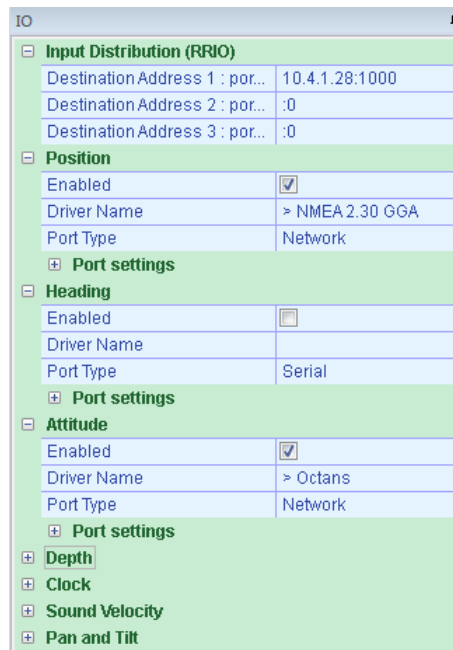 IO
Input Distribution (RRIO)
Destination Address 1 : por... 10.4.1.28:1000
Destination Address 2 : por... :0
Destination Address 3 : por... :0
Position
Enabled
Driver Name > NMEA 2.30 GGA
Port Type Network
Port settings
Heading
Enabled
Driver Name
Port Type Serial
Port settings
Attitude
Enabled
Driver Name > Octans
Port Type Network
Port settings
Depth
Clock
Sound Velocity
Pan and Tilt